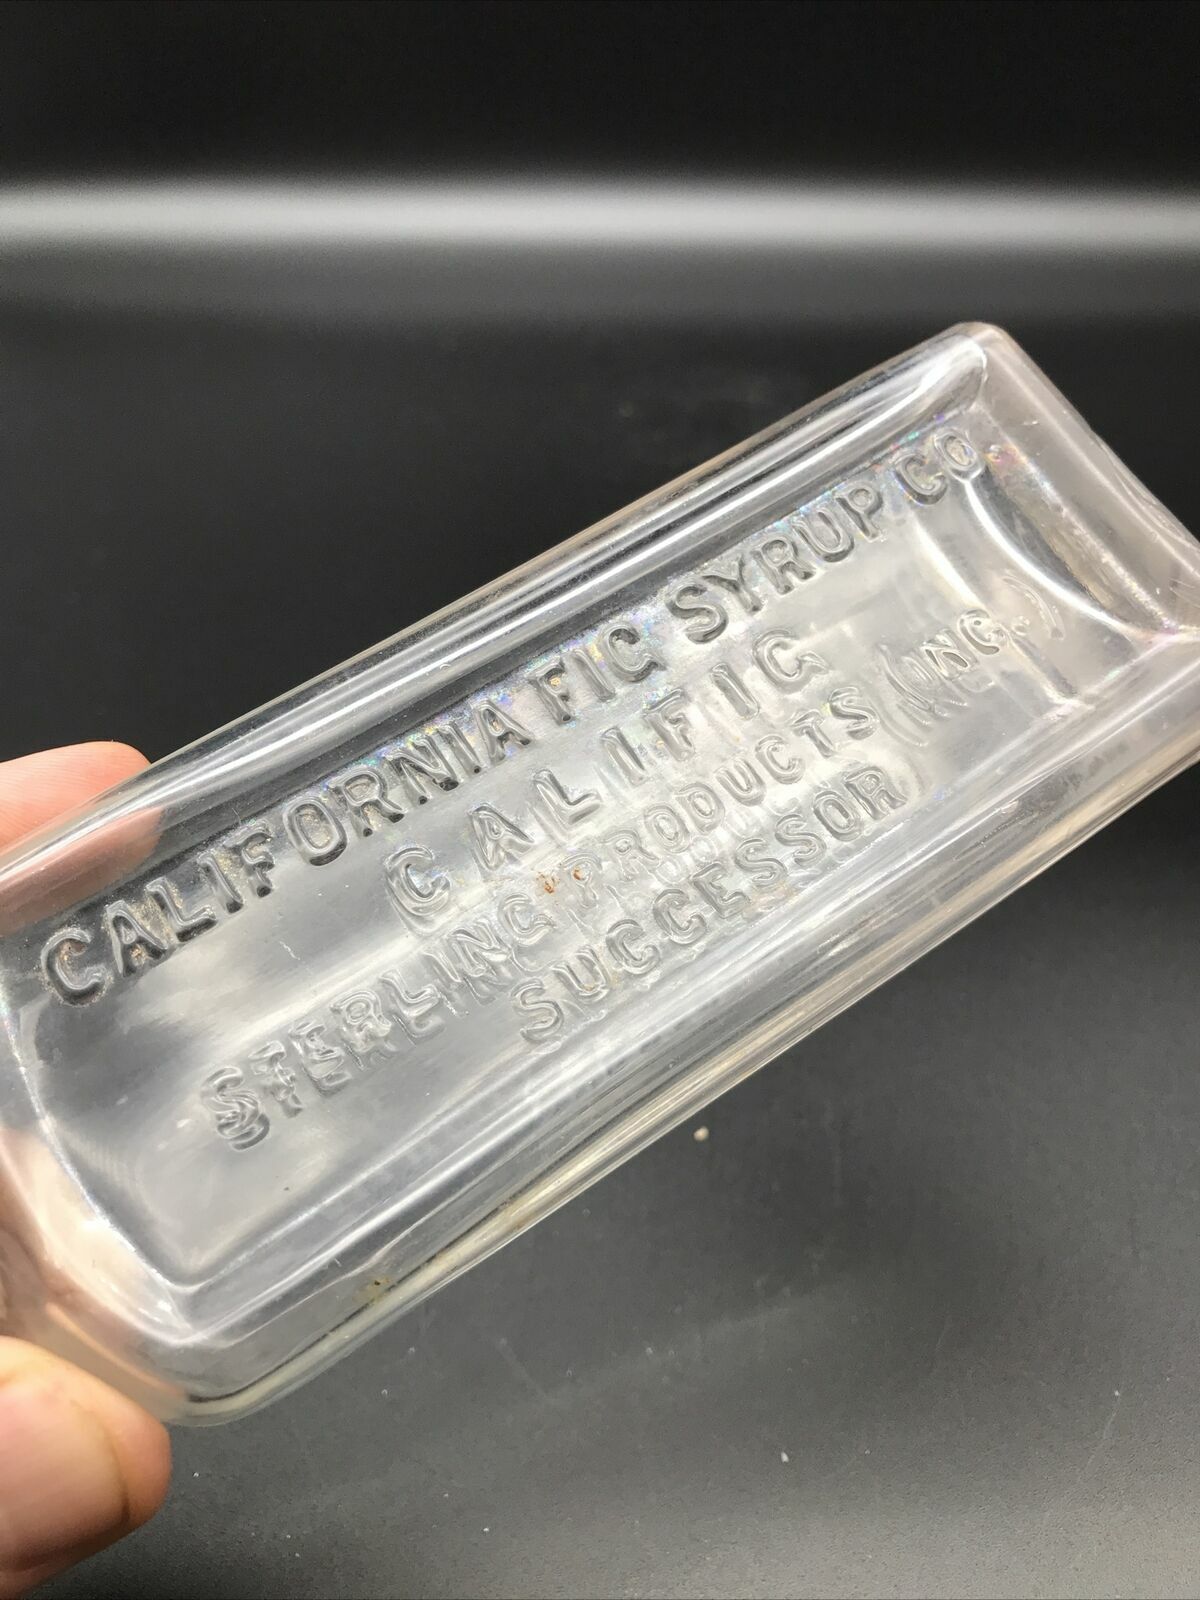 CALIFORNIA FIG SYRUP CO
CALIFIG
STERLING PRODUCTS (INC.)
SUCCESSOR